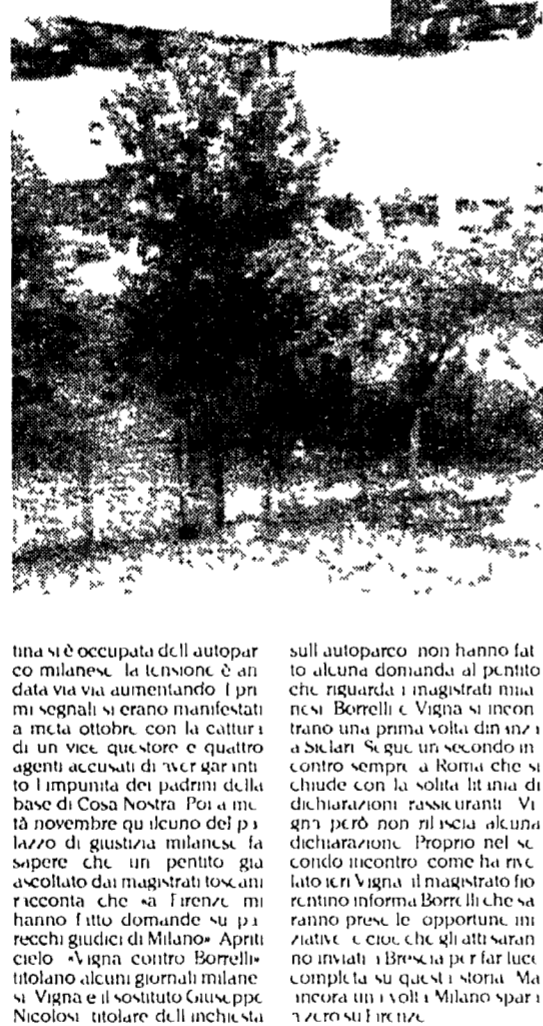 tina si è occupata dell autopar
co milanese la tensione è an
data via via aumentando I pri
mi segnali si erano manifestati
a meta ottobre con la cattura
di un vice questore e quattro
agenti accusati di aver garanti
to l impunita dei padrini della
base di Cosa Nostra Poi a me
tà novembre qualcuno del pa
lazzo di giustizia milanese fa
sapere che un pentito gia
ascoltato dai magistrati toscani
racconta che «a Firenze mi
hanno fatto domande su pa
recchi giudici di Milano» Apriti
cielo «Vigna contro Borrelli»
titolano alcuni giornali milane
si Vigna e il sostituto Giuseppe
Nicolosi titolare dell inchiesta
sull autoparco non hanno fat
to alcuna domanda al pentito
che riguarda i magistrati mila
nesi Borrelli e Vigna si incon
trano una prima volta dinanzi
a Siclari Segue un secondo in
contro sempre a Roma che si
chiude con la solita litania di
dichiarazioni rassicuranti Vi
gna però non rilascia alcuna
dichiarazione Proprio nel se
condo incontro come ha rive
lato ieri Vigna il magistrato fio
rentino informa Borrelli che sa
ranno prese le opportune ini
ziative e cioe che gli atti saran
no inviati a Brescia per far luce
completa su questa storia Ma
ancora una volta Milano spara
a zero su Firenze